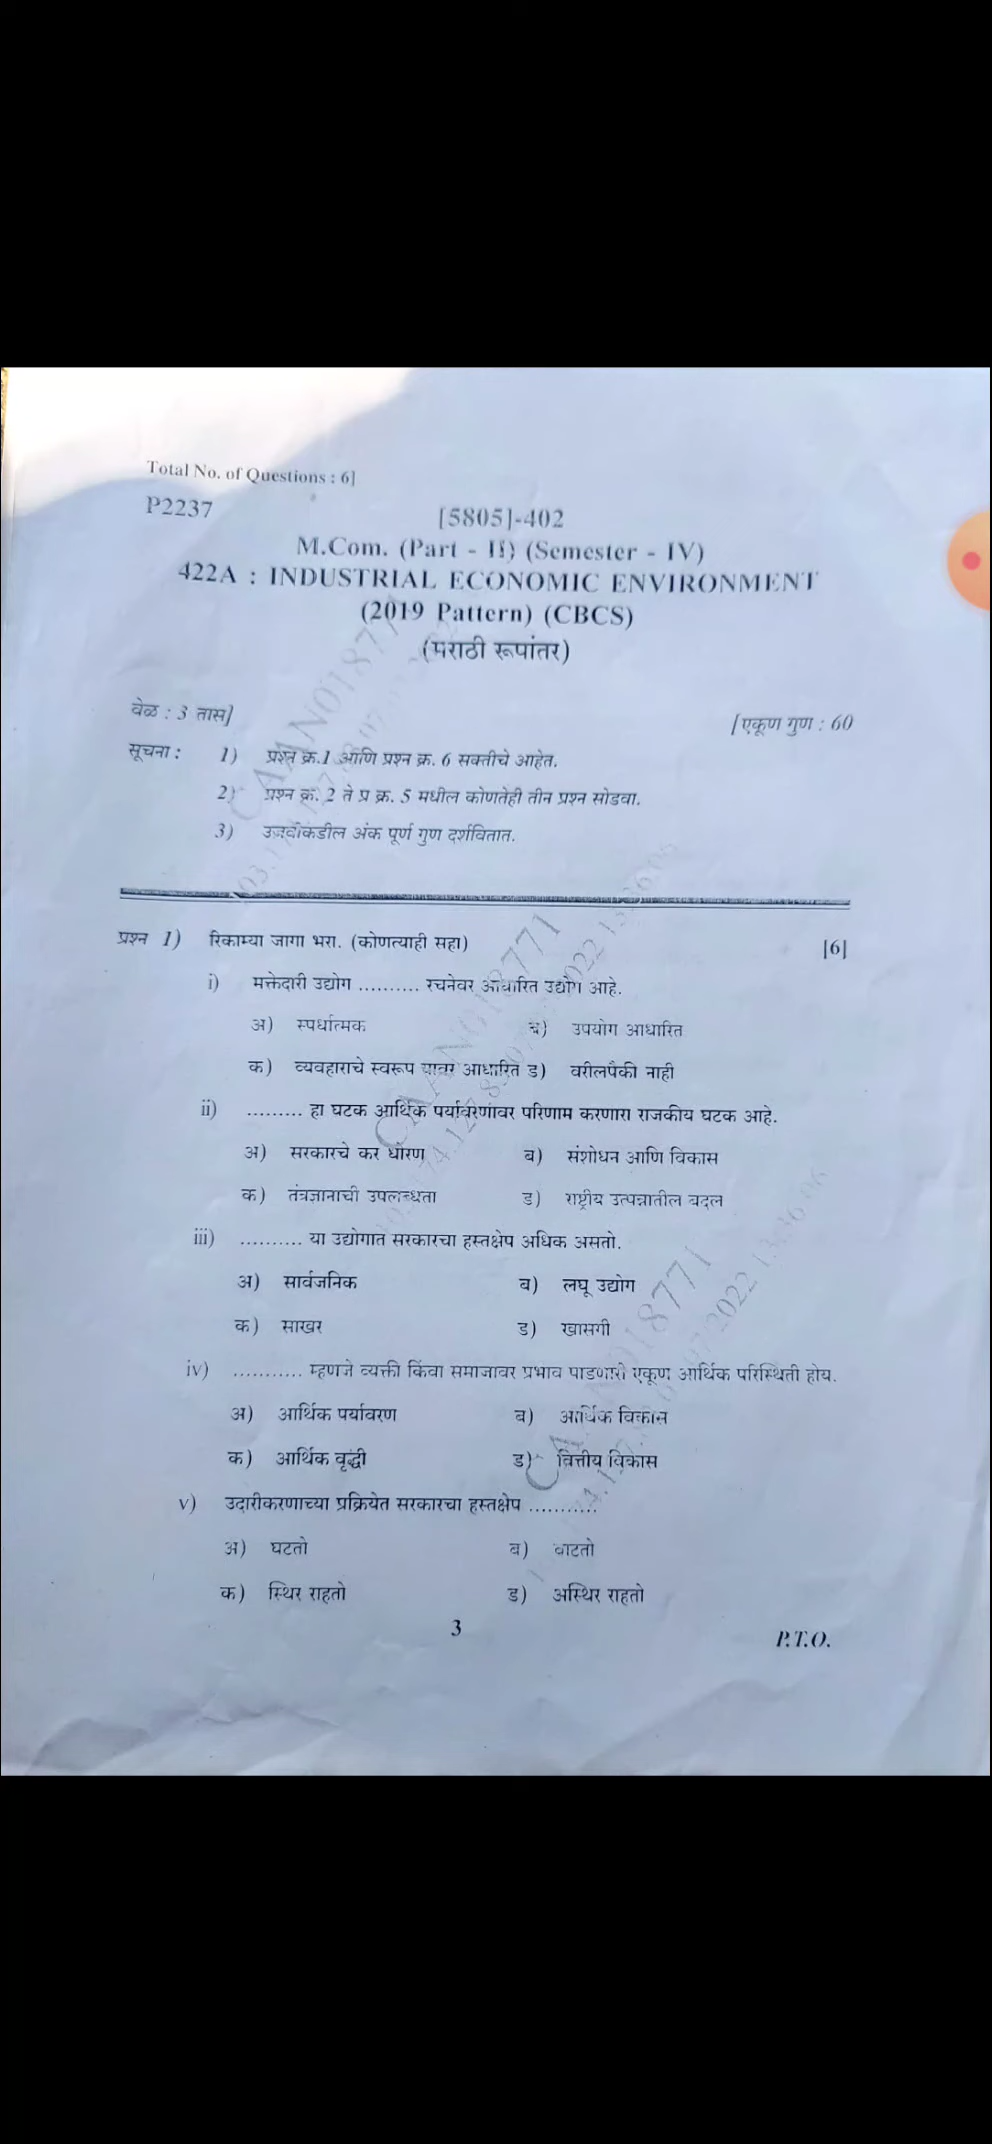 Total No. of Questions : 6]
P2237
[5805]-402
M.Com. (Part - II) (Semester - IV)
422A : INDUSTRIAL ECONOMIC ENVIRONMENT
(2019 Pattern) (CBCS)
(मराठी रूपांतर)
वेळ : 3 तास]
[एकूण गुण : 60
सूचना : 1) प्रश्न क्र.1 आणि प्रश्न क्र. 6 सक्तीचे आहेत.
2) प्रश्न क्र. 2 ते प्र क्र. 5 मधील कोणतेही तीन प्रश्न सोडवा.
3) उजवीकडील अंक पूर्ण गुण दर्शवितात.
प्रश्न 1) रिकाम्या जागा भरा. (कोणत्याही सहा) [6]
i) मक्तेदारी उद्योग .......... रचनेवर आधारित उद्योग आहे.
अ) स्पर्धात्मक ब) उपयोग आधारित
क) व्यवहाराचे स्वरूप यावर आधारित ड) वरीलपैकी नाही
ii) ......... हा घटक आर्थिक पर्यावरणावर परिणाम करणारा राजकीय घटक आहे.
अ) सरकारचे कर धोरण ब) संशोधन आणि विकास
क) तंत्रज्ञानाची उपलब्धता ड) राष्ट्रीय उत्पन्नातील बदल
iii) .......... या उद्योगात सरकारचा हस्तक्षेप अधिक असतो.
अ) सार्वजनिक ब) लघू उद्योग
क) साखर ड) खासगी
iv) ........... म्हणजे व्यक्ती किंवा समाजावर प्रभाव पाडणारी एकूण आर्थिक परिस्थिती होय.
अ) आर्थिक पर्यावरण ब) आर्थिक विकास
क) आर्थिक वृद्धी ड) वित्तीय विकास
v) उदारीकरणाच्या प्रक्रियेत सरकारचा हस्तक्षेप ...........
अ) घटतो ब) वाटतो
क) स्थिर राहतो ड) अस्थिर राहतो
3
P.T.O.